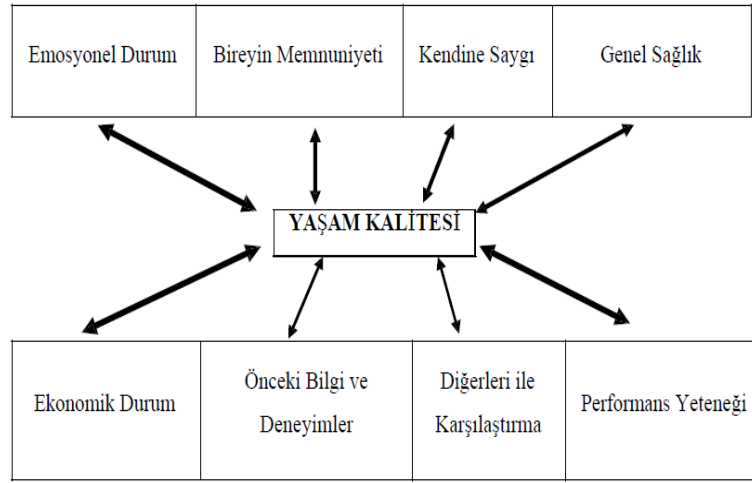 Emosyonel Durum
Bireyin Memnuniyeti
Kendine Saygı
Genel Sağlık
YAŞAM KALİTESİ
Ekonomik Durum
Önceki Bilgi ve
Deneyimler
Diğerleri ile
Karşılaştırma
Performans Yeteneği